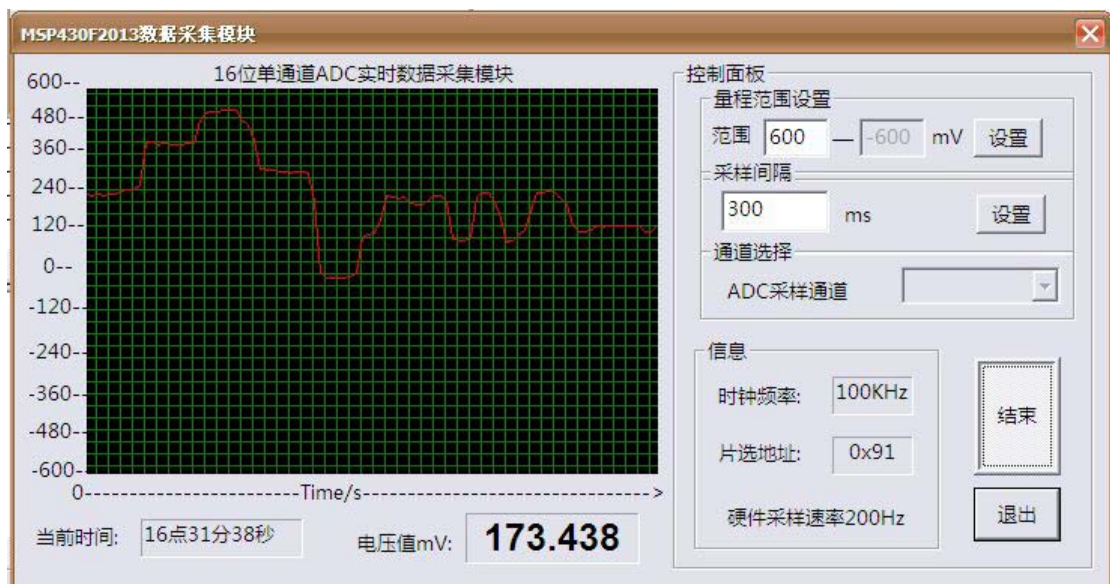 MSP430F2013数据采集模块
16位单通道ADC实时数据采集模块
600--
480--
360--
240--
120--
0--
-120--
-240--
-360--
-480--
-600--
0-----------------------Time/s------------------------------->
当前时间: 16点31分38秒
电压值mV: 173.438
控制面板
量程范围设置
范围 600 — -600 mV 设置
采样间隔
300 ms 设置
通道选择
ADC采样通道
信息
时钟频率: 100KHz
片选地址: 0x91
硬件采样速率200Hz
结束
退出